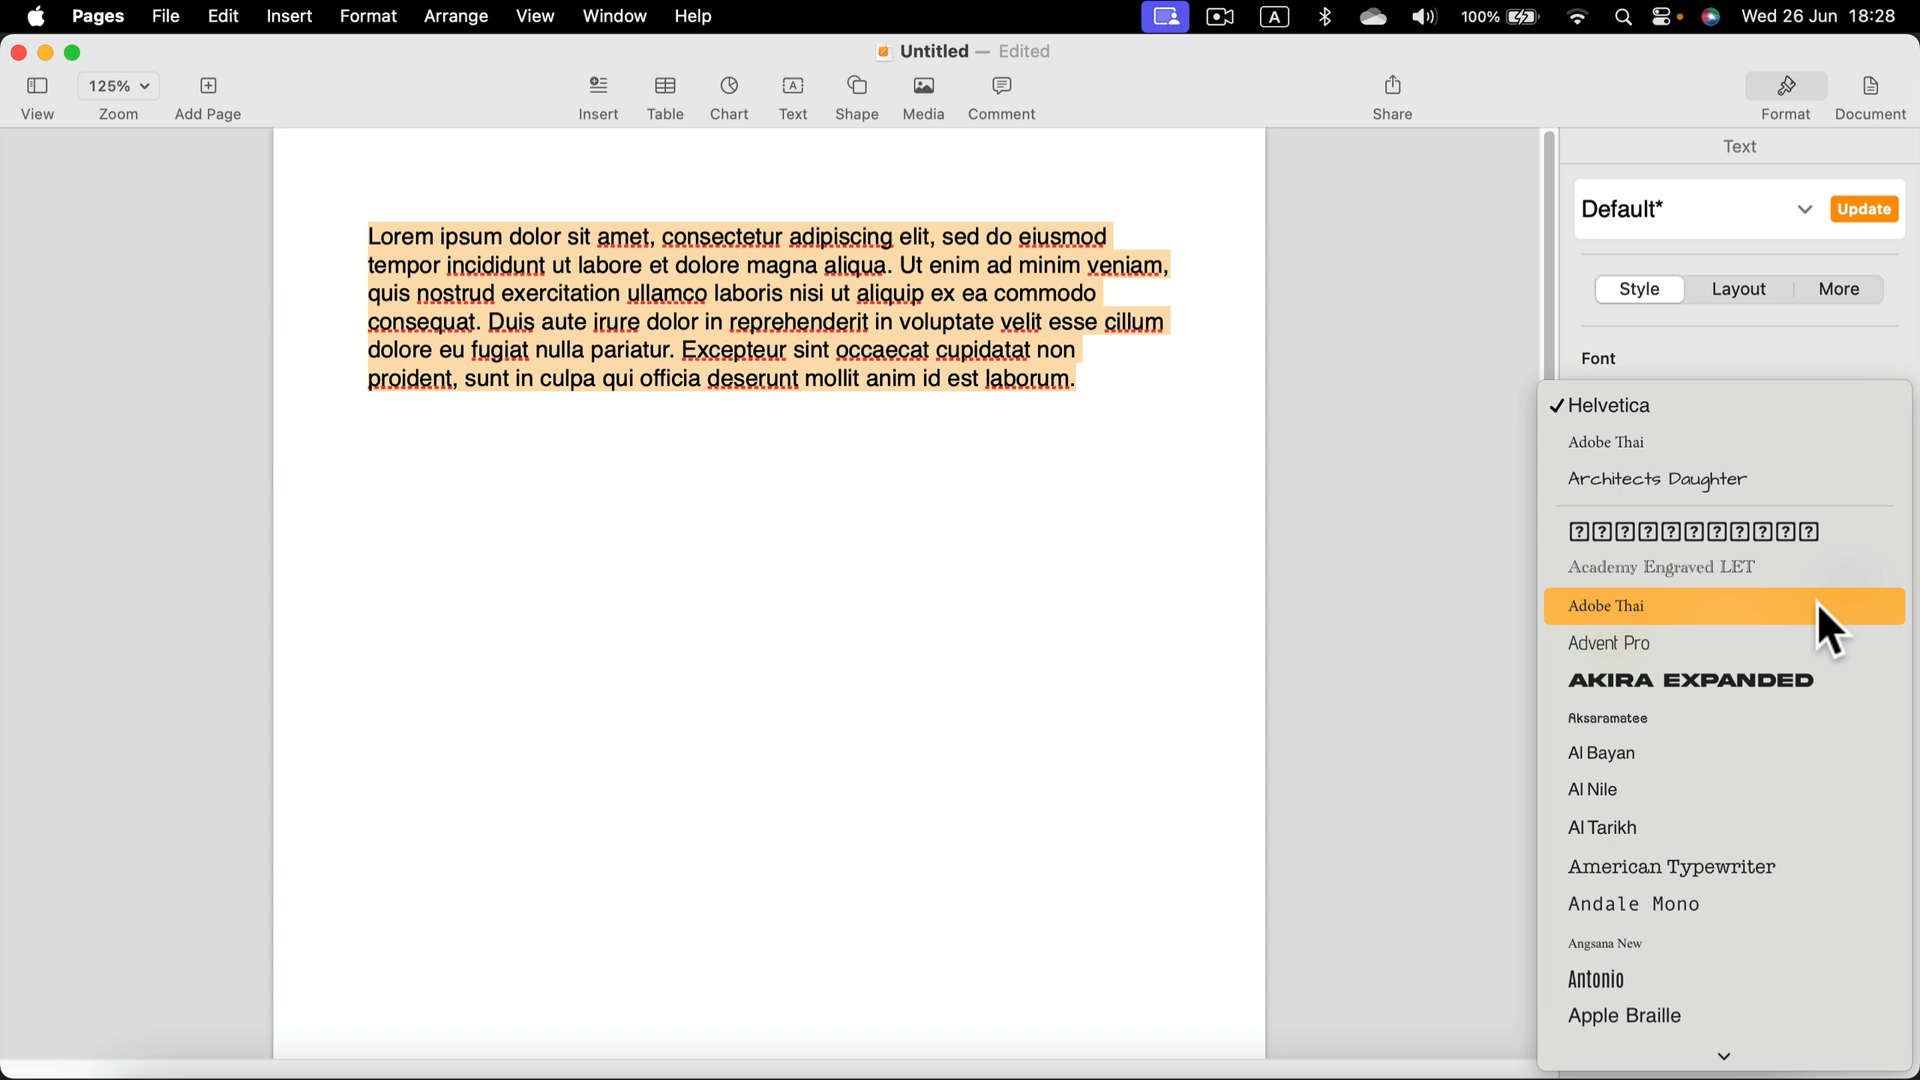 Pages File Edit Insert Format Arrange View Window Help A 100% Wed 26 Jun 18:28
Untitled — Edited
125%
View Zoom Add Page Insert Table Chart Text Shape Media Comment Share Format Document
Text
Default* Update
Style Layout More
Font
Lorem ipsum dolor sit amet, consectetur adipiscing elit, sed do eiusmod
tempor incididunt ut labore et dolore magna aliqua. Ut enim ad minim veniam,
quis nostrud exercitation ullamco laboris nisi ut aliquip ex ea commodo
consequat. Duis aute irure dolor in reprehenderit in voluptate velit esse cillum
dolore eu fugiat nulla pariatur. Excepteur sint occaecat cupidatat non
proident, sunt in culpa qui officia deserunt mollit anim id est laborum.
✓ Helvetica
Adobe Thai
Architects Daughter
⍰⍰⍰⍰⍰⍰⍰⍰⍰⍰⍰
Academy Engraved LET
Adobe Thai
Advent Pro
AKIRA EXPANDED
Aksaramatee
Al Bayan
Al Nile
Al Tarikh
American Typewriter
Andale Mono
Angsana New
Antonio
Apple Braille